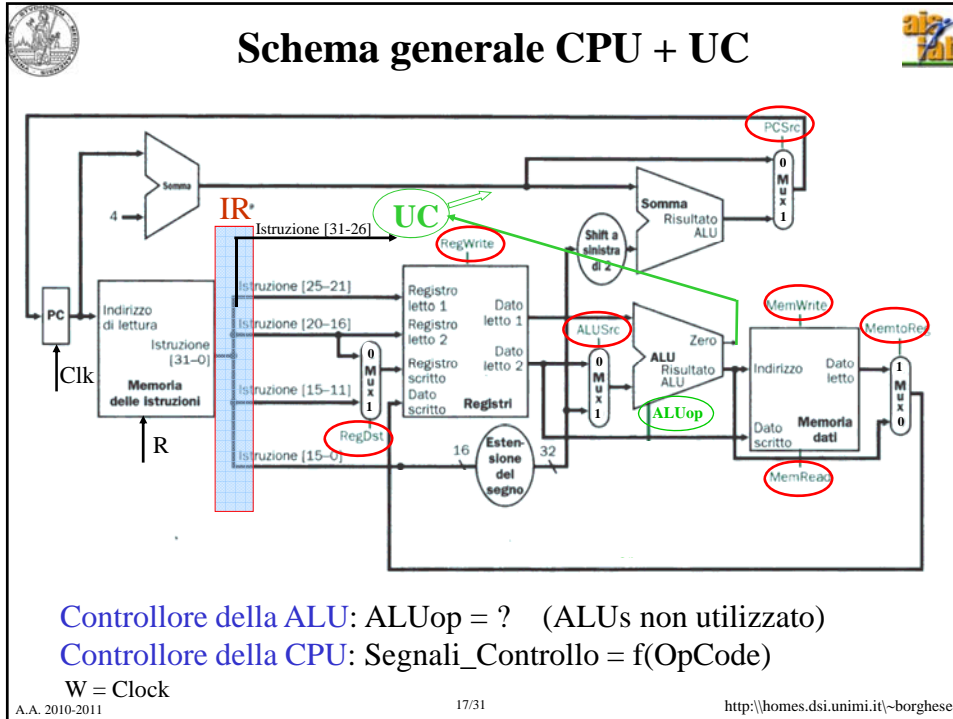 Schema generale CPU + UC
PCSrc
0
M
u
x
1
Somma
4
IR
UC
Istruzione [31-26]
Somma
Risultato
ALU
Shift a
sinistra
di 2
RegWrite
PC
Clk
Indirizzo
di lettura
Istruzione
[31–0]
Memoria
delle istruzioni
R
Istruzione [25–21]
Istruzione [20–16]
Istruzione [15–11]
Istruzione [15–0]
0
M
u
x
1
RegDst
Registro
letto 1
Registro
letto 2
Registro
scritto
Dato
scritto
Dato
letto 1
Dato
letto 2
Registri
16
Esten-
sione
del
segno
32
ALUSrc
0
M
u
x
1
Zero
ALU
Risultato
ALU
ALUop
MemWrite
Indirizzo
Dato
letto
Dato
scritto
Memoria
dati
MemRead
MemtoReg
1
M
u
x
0
Controllore della ALU: ALUop = ? (ALUs non utilizzato)
Controllore della CPU: Segnali_Controllo = f(OpCode)
W = Clock
A.A. 2010-2011
17/31
http:\\homes.dsi.unimi.it\~borghese